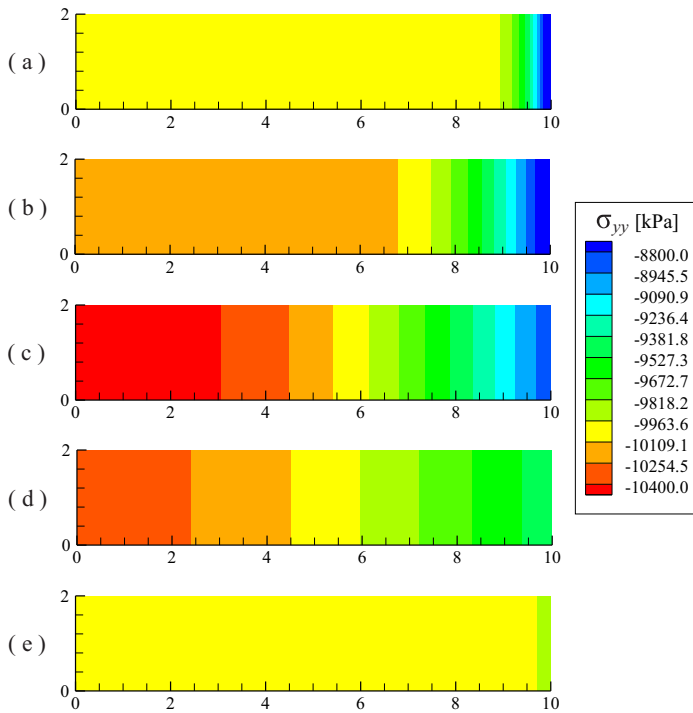 2
( a )
0
0 2 4 6 8 10
2
( b )
0
0 2 4 6 8 10
2
( c )
0
0 2 4 6 8 10
2
( d )
0
0 2 4 6 8 10
2
( e )
0
0 2 4 6 8 10
σyy [kPa]
-8800.0
-8945.5
-9090.9
-9236.4
-9381.8
-9527.3
-9672.7
-9818.2
-9963.6
-10109.1
-10254.5
-10400.0